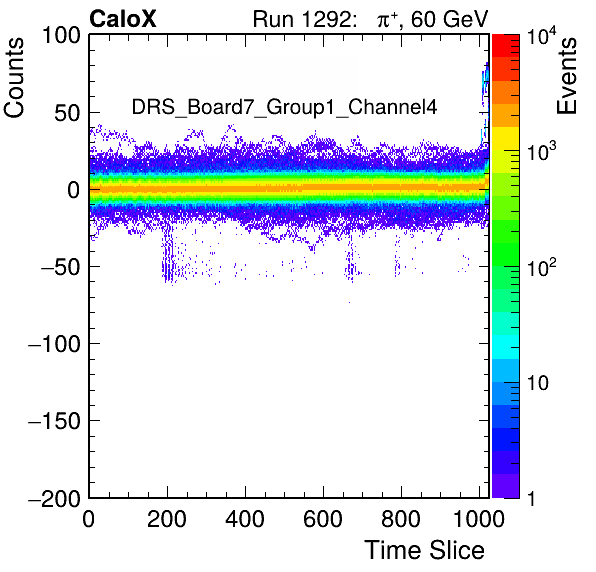 CaloX Run 1292: π⁺, 60 GeV
Counts
Events
DRS_Board7_Group1_Channel4
100
50
0
−50
−100
−150
−200
0 200 400 600 800 1000
Time Slice
10⁴
10³
10²
10
1